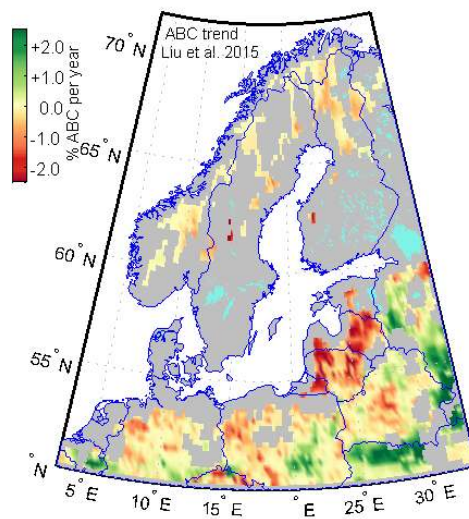 +2.0
+1.0
0.0
-1.0
-2.0
% ABC per year
ABC trend
Liu et al. 2015
70°N
65°N
60°N
55°N
°N
5°E
10°E
15°E
°E
25°E
30°E